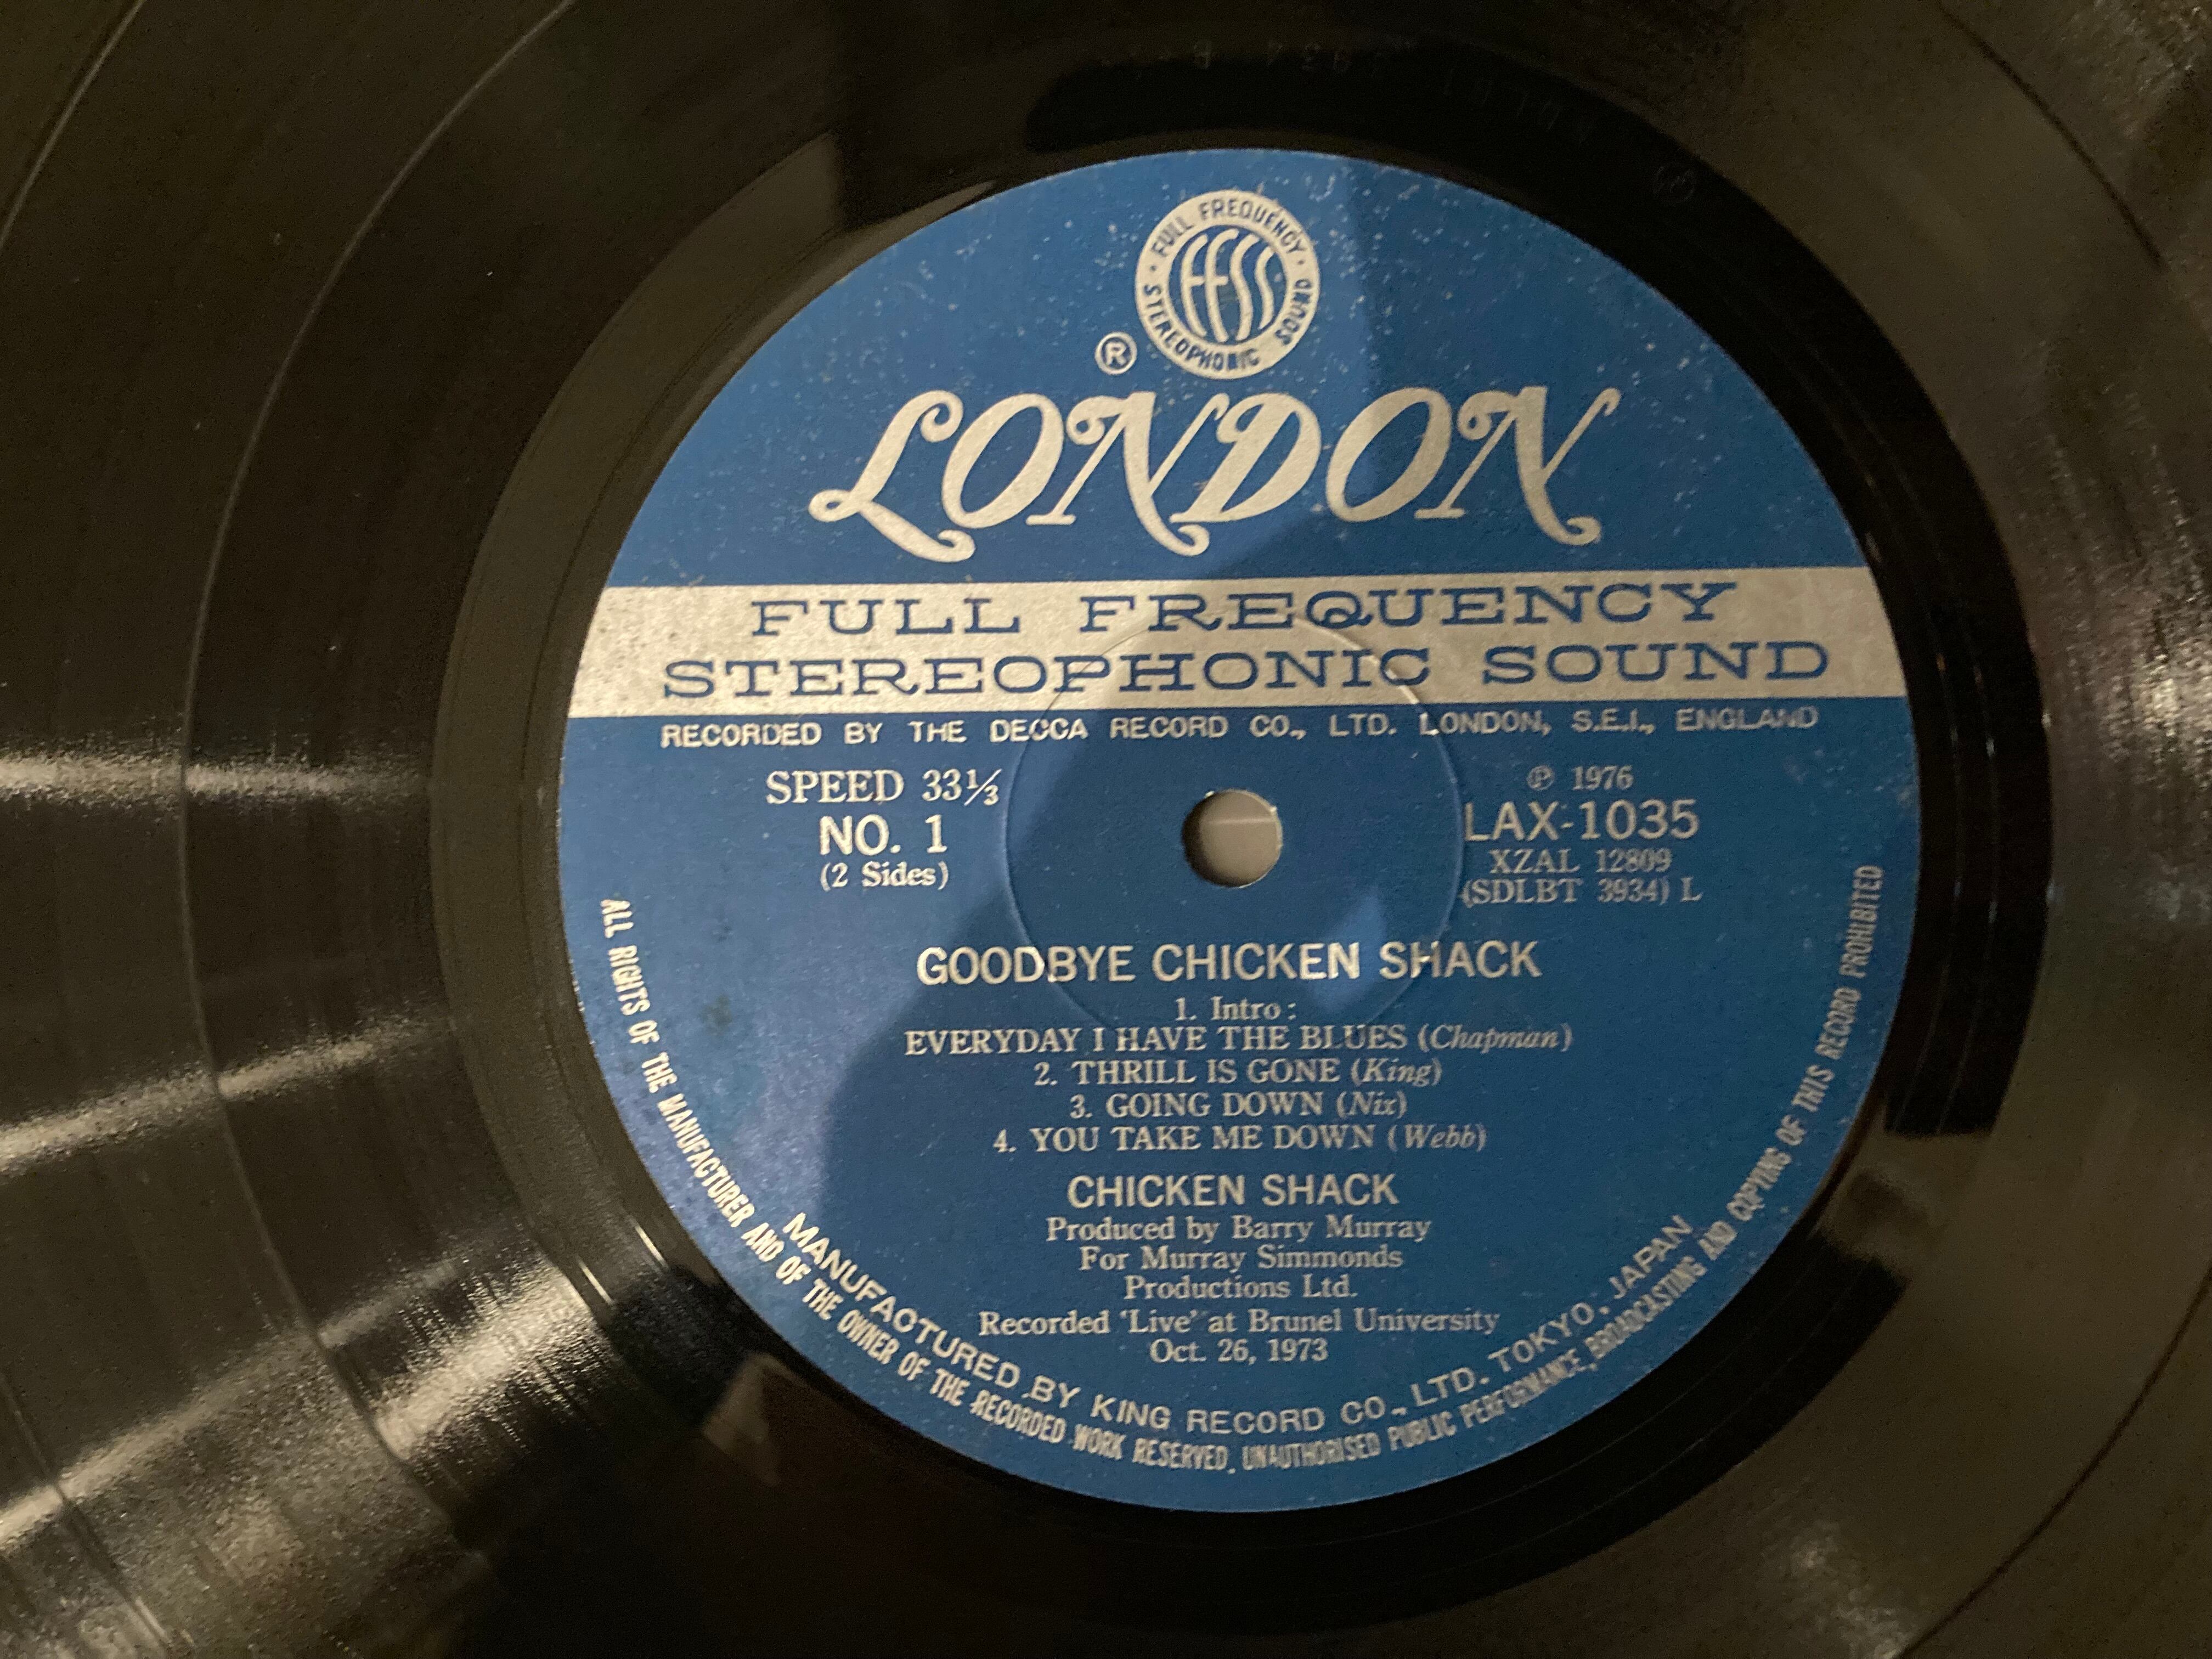 FULL FREQUENCY
STEREOPHONIC SOUND
FFSS
®
LONDON
FULL FREQUENCY
STEREOPHONIC SOUND
RECORDED BY THE DECCA RECORD CO., LTD. LONDON, S.E.I., ENGLAND
SPEED 33⅓
NO. 1
(2 Sides)
℗ 1976
LAX-1035
XZAL 12809
(SDLBT 3934) L
GOODBYE CHICKEN SHACK
1. Intro :
EVERYDAY I HAVE THE BLUES (Chapman)
2. THRILL IS GONE (King)
3. GOING DOWN (Nix)
4. YOU TAKE ME DOWN (Webb)
CHICKEN SHACK
Produced by Barry Murray
For Murray Simmonds
Productions Ltd.
Recorded 'Live' at Brunel University
Oct. 26, 1973
MANUFACTURED BY KING RECORD CO., LTD. TOKYO. JAPAN
ALL RIGHTS OF THE MANUFACTURER AND OF THE OWNER OF THE RECORDED WORK RESERVED. UNAUTHORISED PUBLIC PERFORMANCE, BROADCASTING AND COPYING OF THIS RECORD PROHIBITED